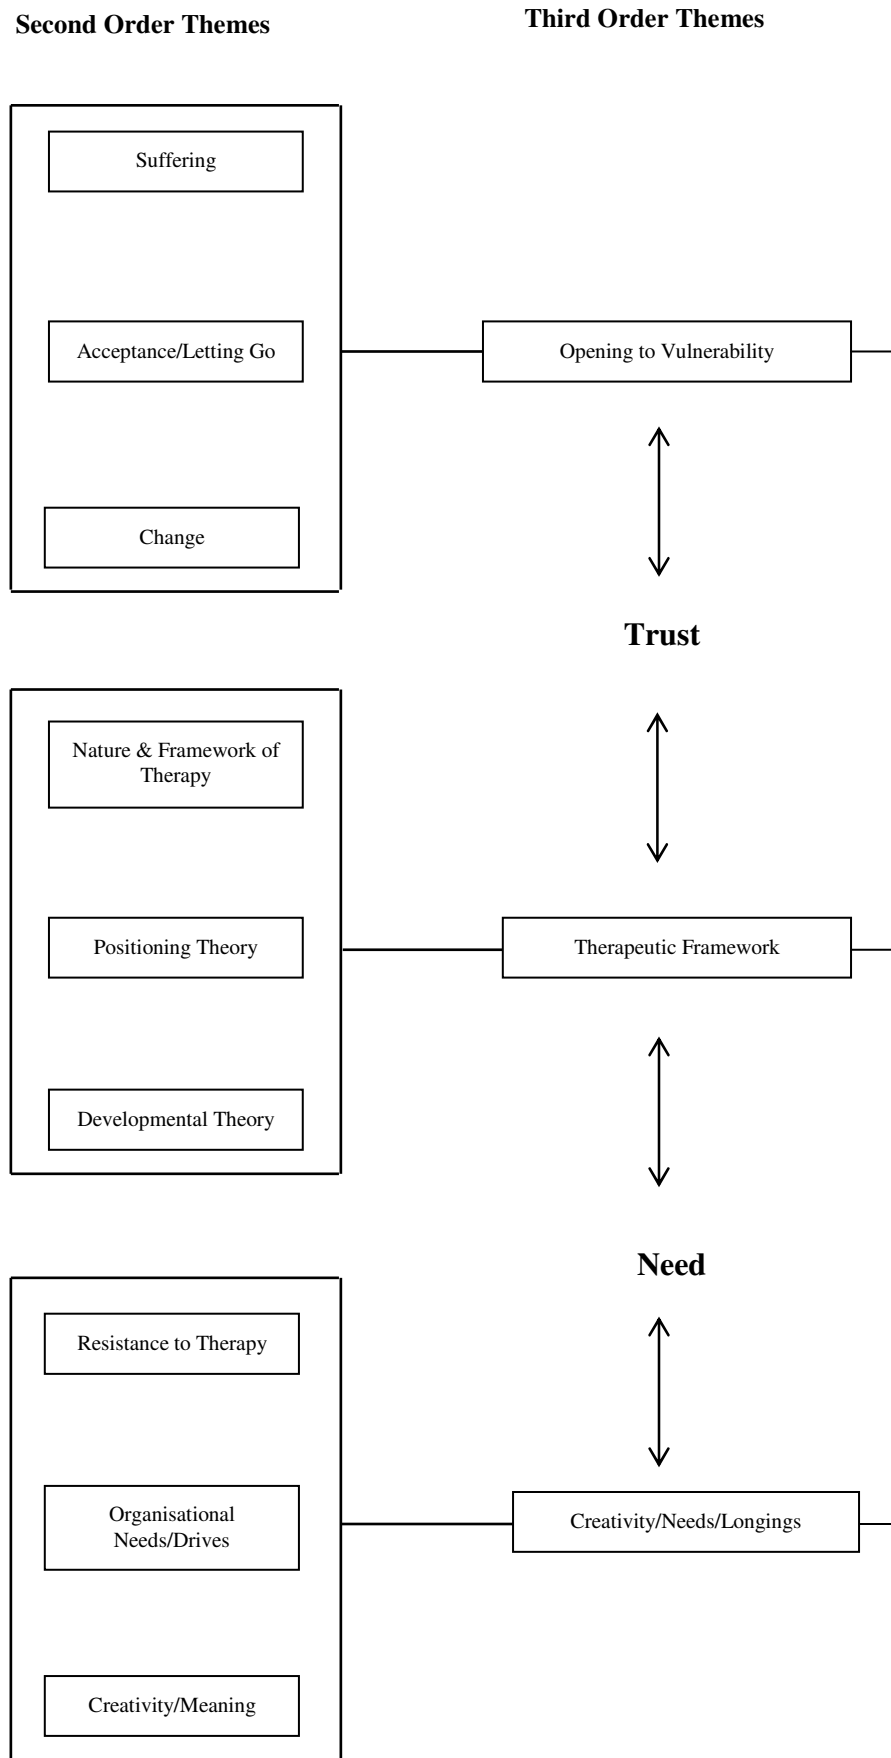 Second Order Themes
Third Order Themes
Suffering
Acceptance/Letting Go
Opening to Vulnerability
Change
Trust
Nature & Framework of
Therapy
Positioning Theory
Therapeutic Framework
Developmental Theory
Need
Resistance to Therapy
Organisational
Needs/Drives
Creativity/Needs/Longings
Creativity/Meaning